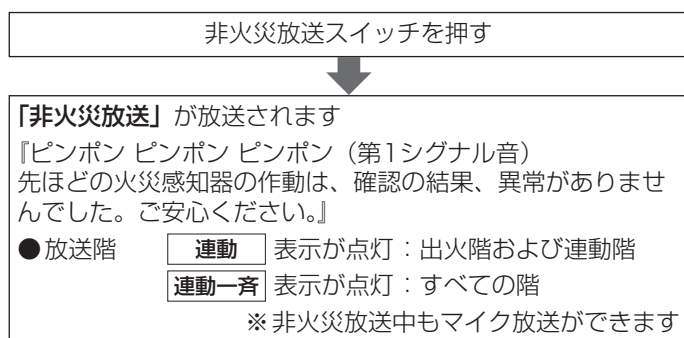 非火災放送スイッチを押す
「非火災放送」が放送されます
『ピンポン ピンポン ピンポン（第1シグナル音）
先ほどの火災感知器の作動は、確認の結果、異常がありませ
んでした。ご安心ください。』
●放送階 連動 表示が点灯：出火階および連動階
連動一斉 表示が点灯：すべての階
※非火災放送中もマイク放送ができます